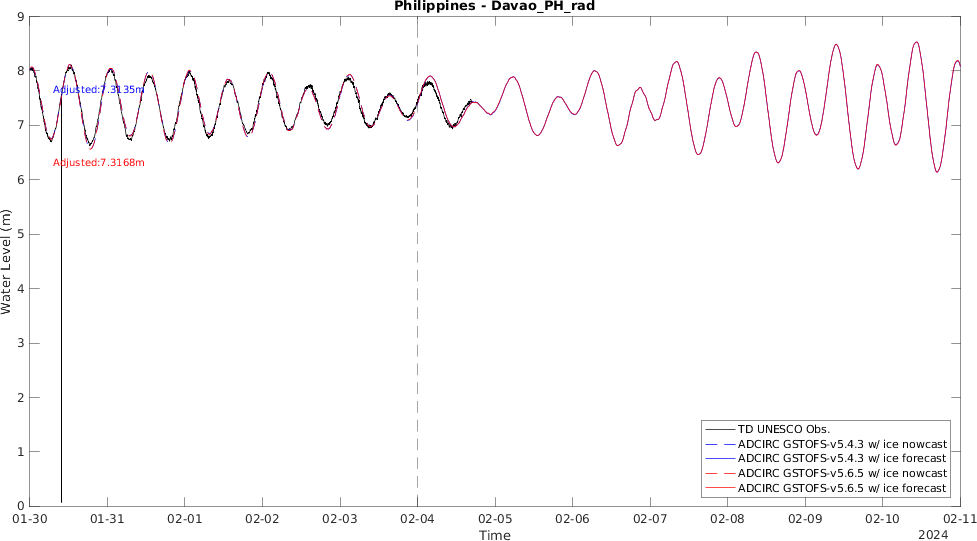 Philippines - Davao_PH_rad
Water Level (m)
9
8
7
6
5
4
3
2
1
0
Adjusted:7.3135m
Adjusted:7.3168m
TD UNESCO Obs.
ADCIRC GSTOFS-v5.4.3 w/ ice nowcast
ADCIRC GSTOFS-v5.4.3 w/ ice forecast
ADCIRC GSTOFS-v5.6.5 w/ ice nowcast
ADCIRC GSTOFS-v5.6.5 w/ ice forecast
01-30 01-31 02-01 02-02 02-03 02-04 02-05 02-06 02-07 02-08 02-09 02-10 02-11
Time
2024